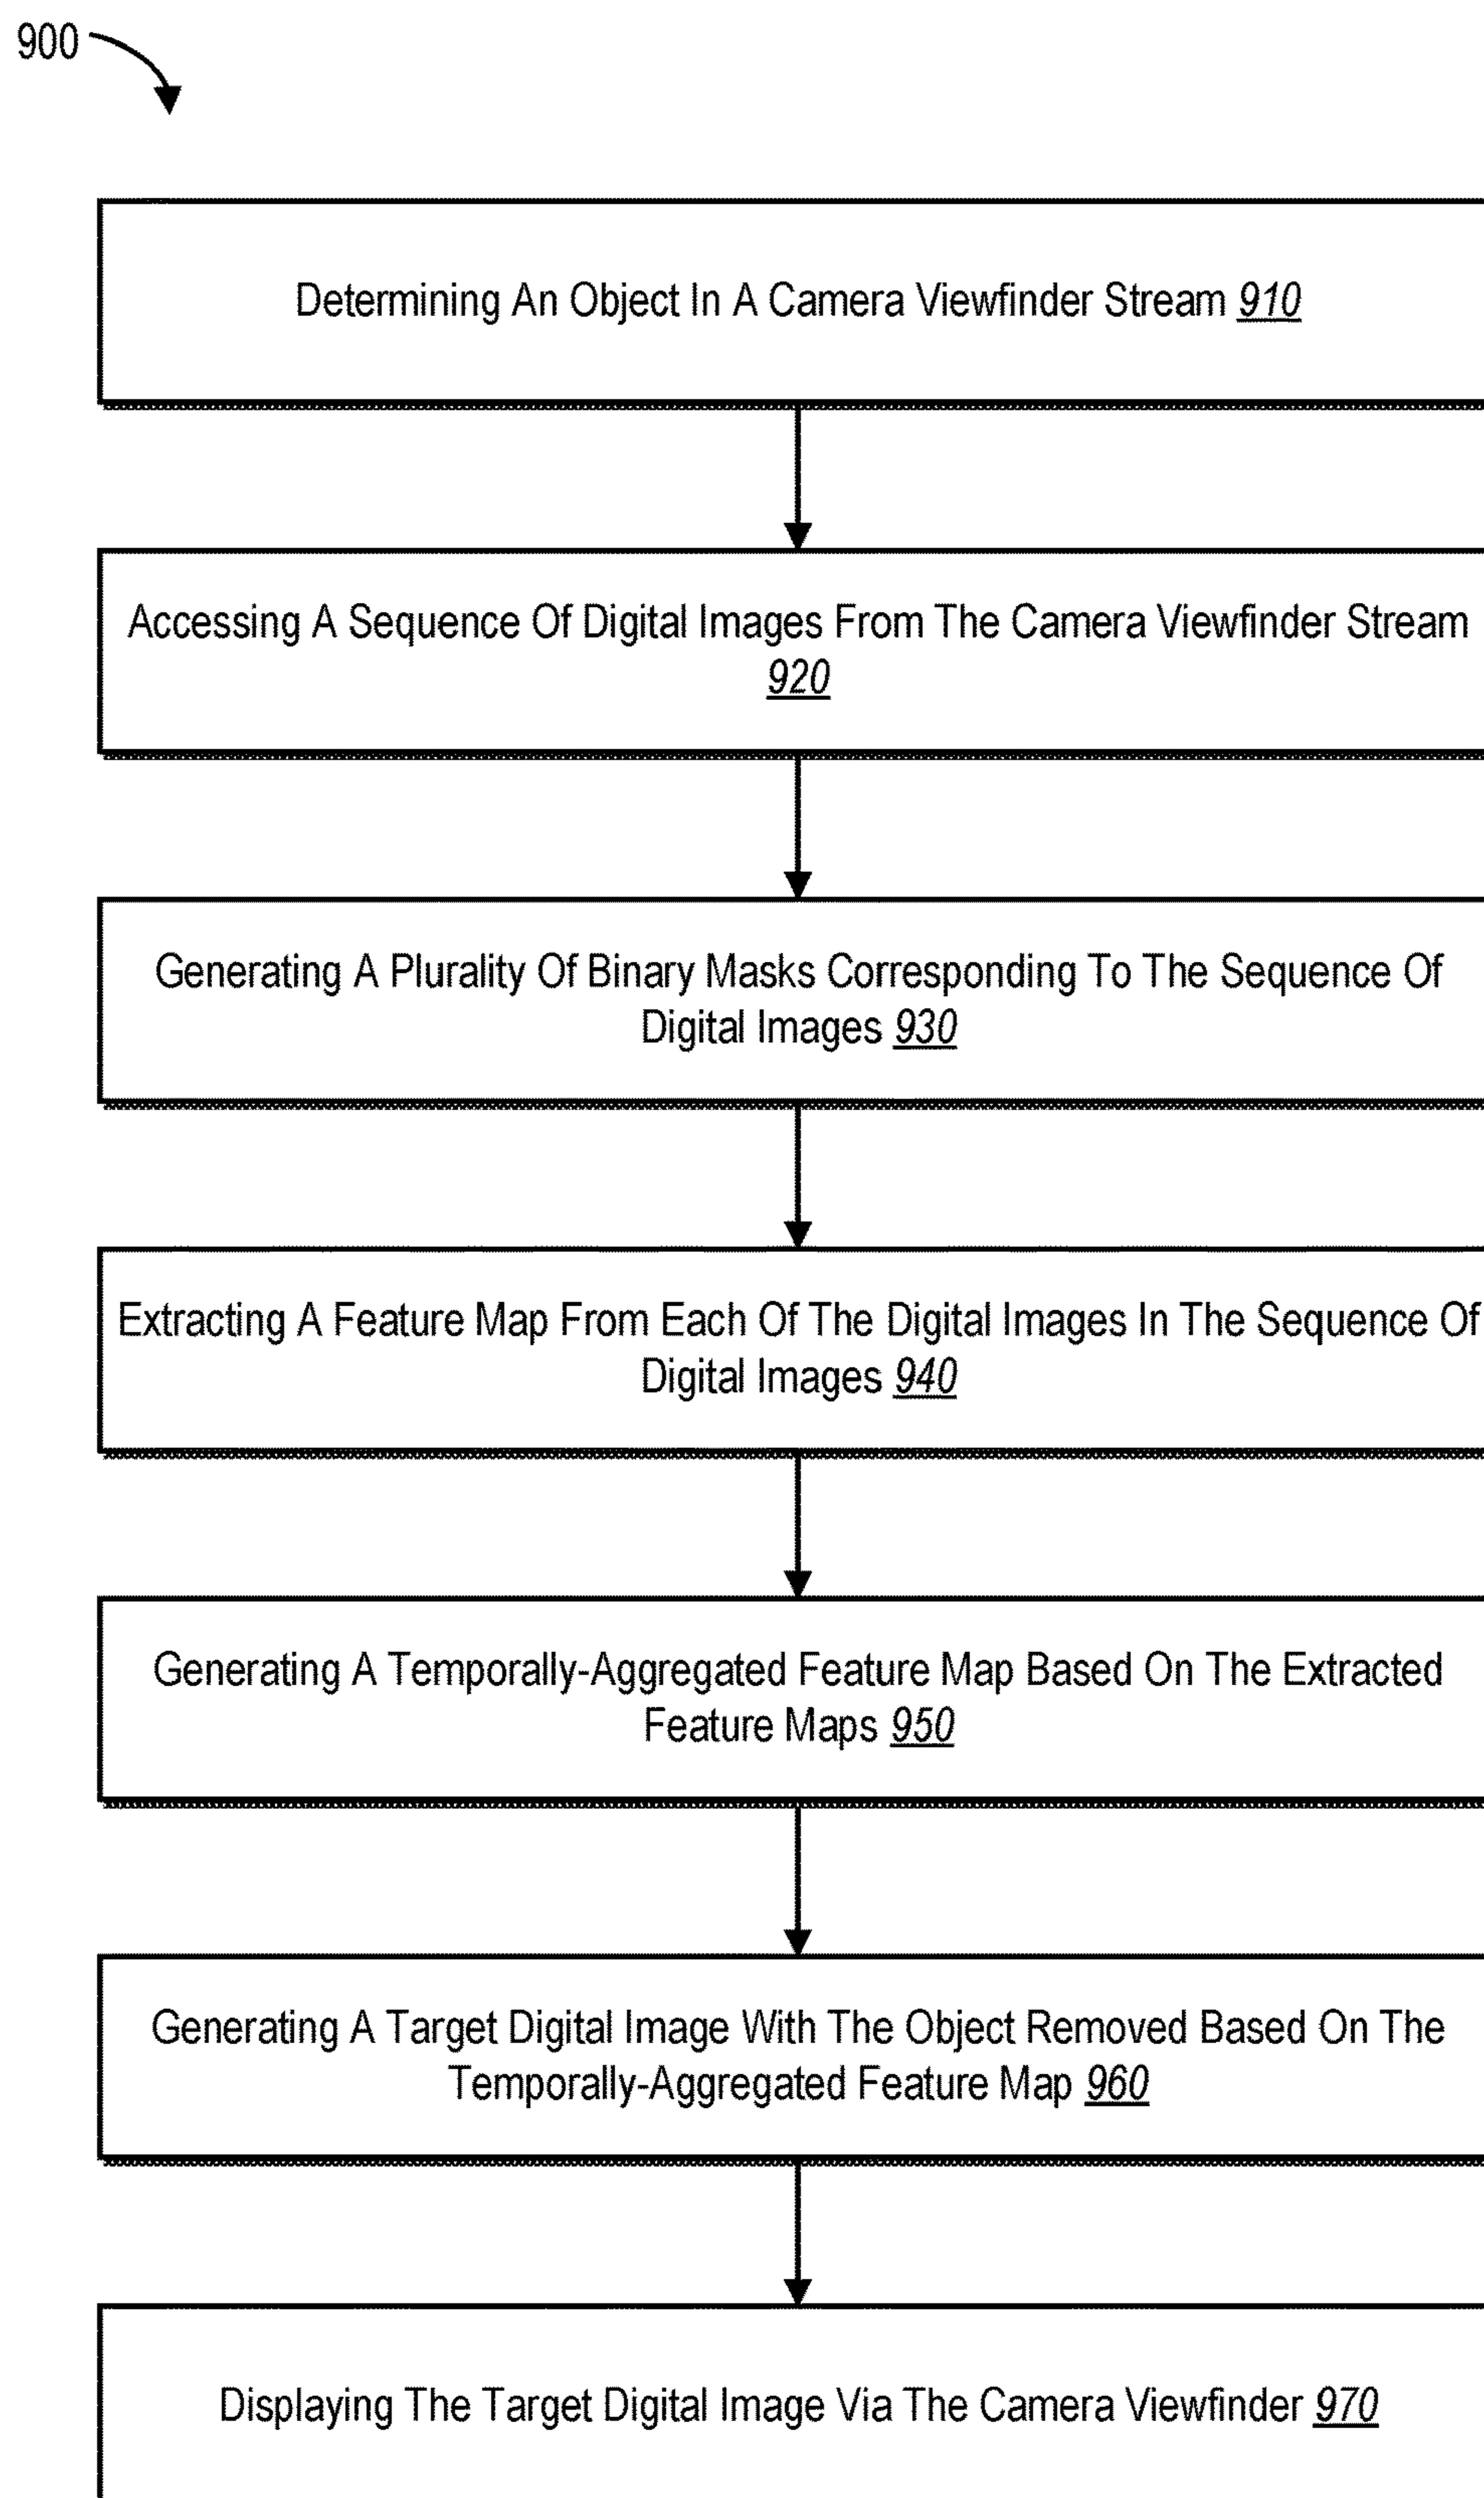 900
Determining An Object In A Camera Viewfinder Stream 910
Accessing A Sequence Of Digital Images From The Camera Viewfinder Stream
920
Generating A Plurality Of Binary Masks Corresponding To The Sequence Of
Digital Images 930
Extracting A Feature Map From Each Of The Digital Images In The Sequence Of
Digital Images 940
Generating A Temporally-Aggregated Feature Map Based On The Extracted
Feature Maps 950
Generating A Target Digital Image With The Object Removed Based On The
Temporally-Aggregated Feature Map 960
Displaying The Target Digital Image Via The Camera Viewfinder 970